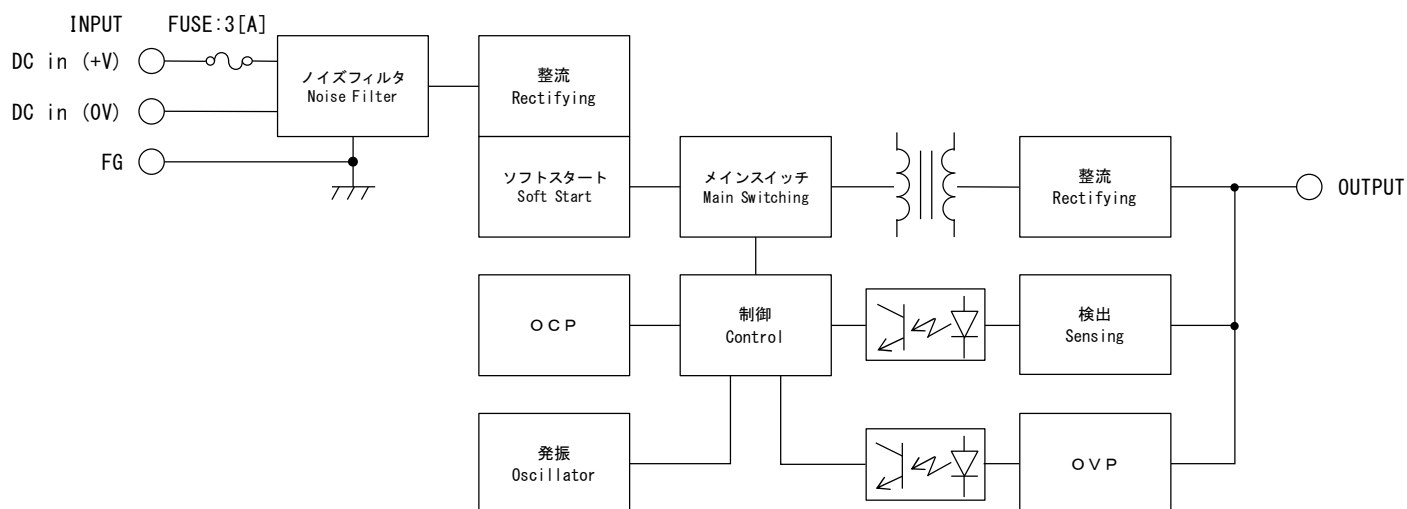 INPUT
FUSE:3[A]
DC in (+V)
DC in (0V)
FG
ノイズフィルタ
Noise Filter
整流
Rectifying
ソフトスタート
Soft Start
メインスイッチ
Main Switching
整流
Rectifying
OUTPUT
ＯＣＰ
制御
Control
検出
Sensing
発振
Oscillator
ＯＶＰ